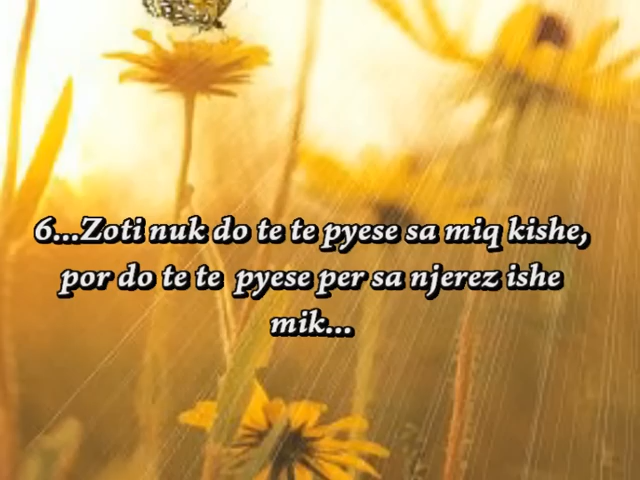 6...Zoti nuk do te te pyese sa miq kishe,
por do te te pyese per sa njerez ishe
mik...